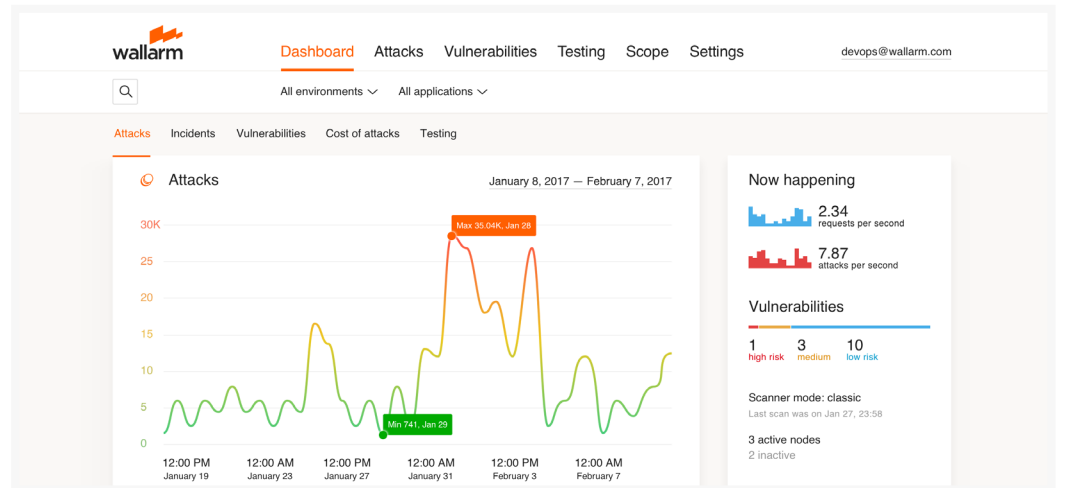 wallarm
Dashboard Attacks Vulnerabilities Testing Scope Settings
devops@wallarm.com
All environments All applications
Attacks Incidents Vulnerabilities Cost of attacks Testing
Attacks
January 8, 2017 — February 7, 2017
30K
25
20
15
10
5
0
Max 35.04K, Jan 28
Min 741, Jan 29
12:00 PM 12:00 AM 12:00 PM 12:00 AM 12:00 PM 12:00 AM
January 19 January 23 January 27 January 31 February 3 February 7
Now happening
2.34
requests per second
7.87
attacks per second
Vulnerabilities
1 3 10
high risk medium low risk
Scanner mode: classic
Last scan was on Jan 27, 23:58
3 active nodes
2 inactive